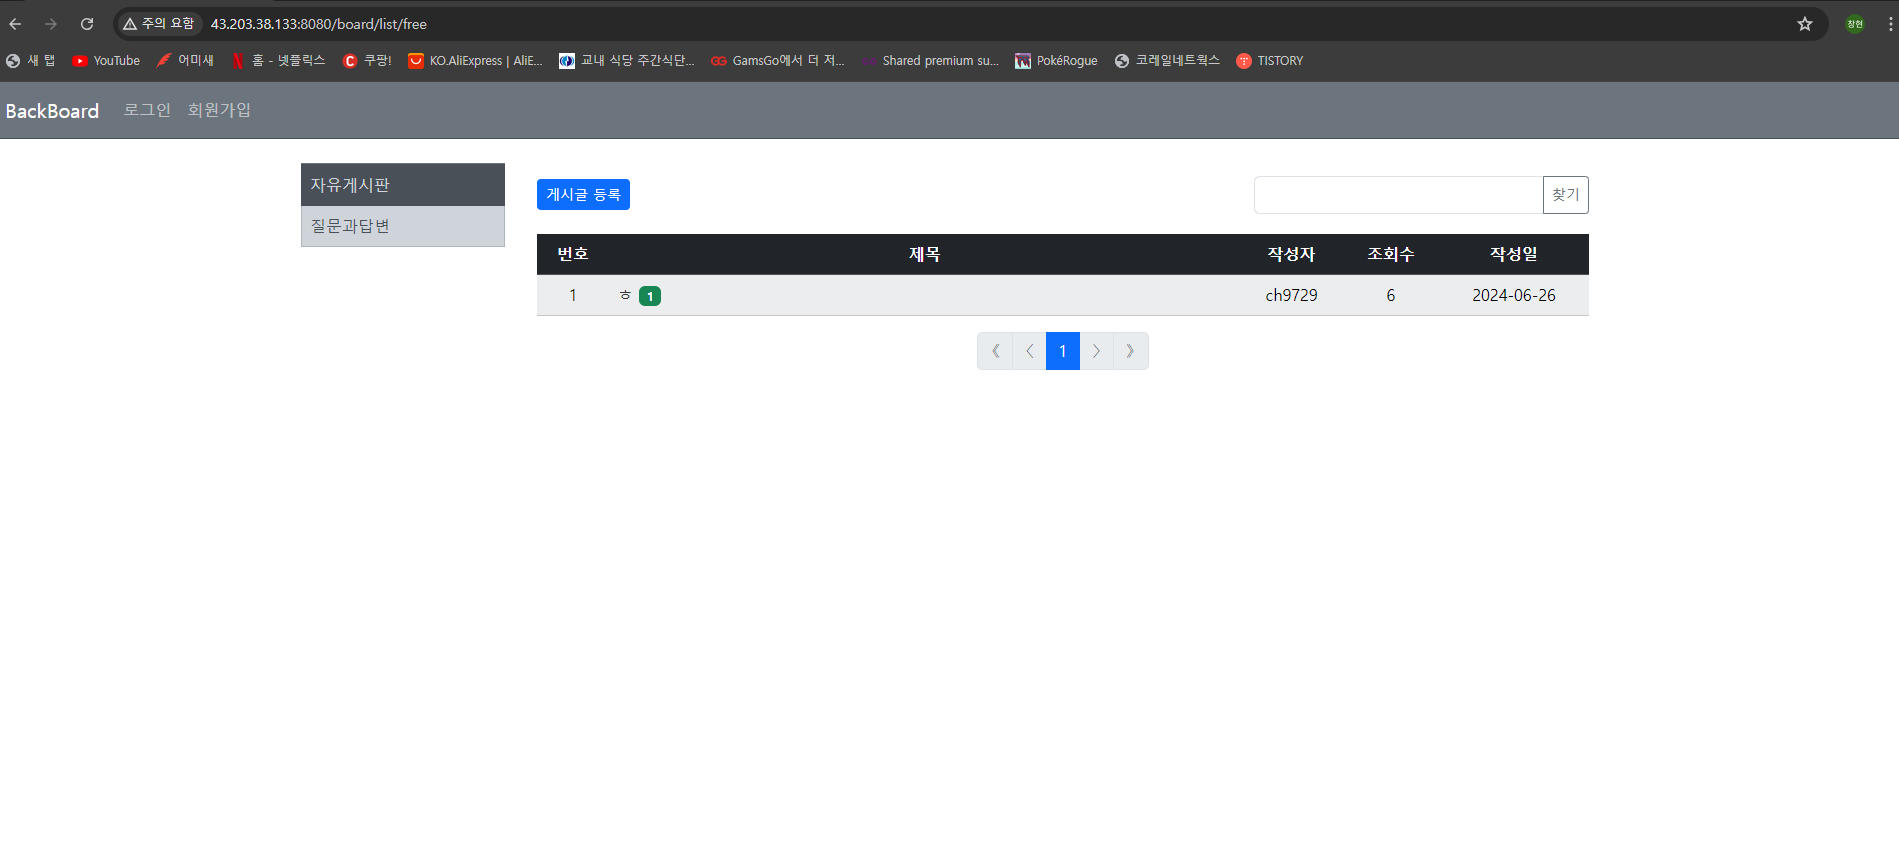 주의 요함 43.203.38.133:8080/board/list/free 창현
새 탭 YouTube 어미새 홈 - 넷플릭스 쿠팡! KO.AliExpress | AliE... 교내 식당 주간식단... GamsGo에서 더 저... Shared premium su... PokéRogue 코레일네트웍스 TISTORY
BackBoard 로그인 회원가입
자유게시판
질문과답변
게시글 등록 찾기
번호 제목 작성자 조회수 작성일
1 ㅎ 1 ch9729 6 2024-06-26
《 〈 1 〉 》